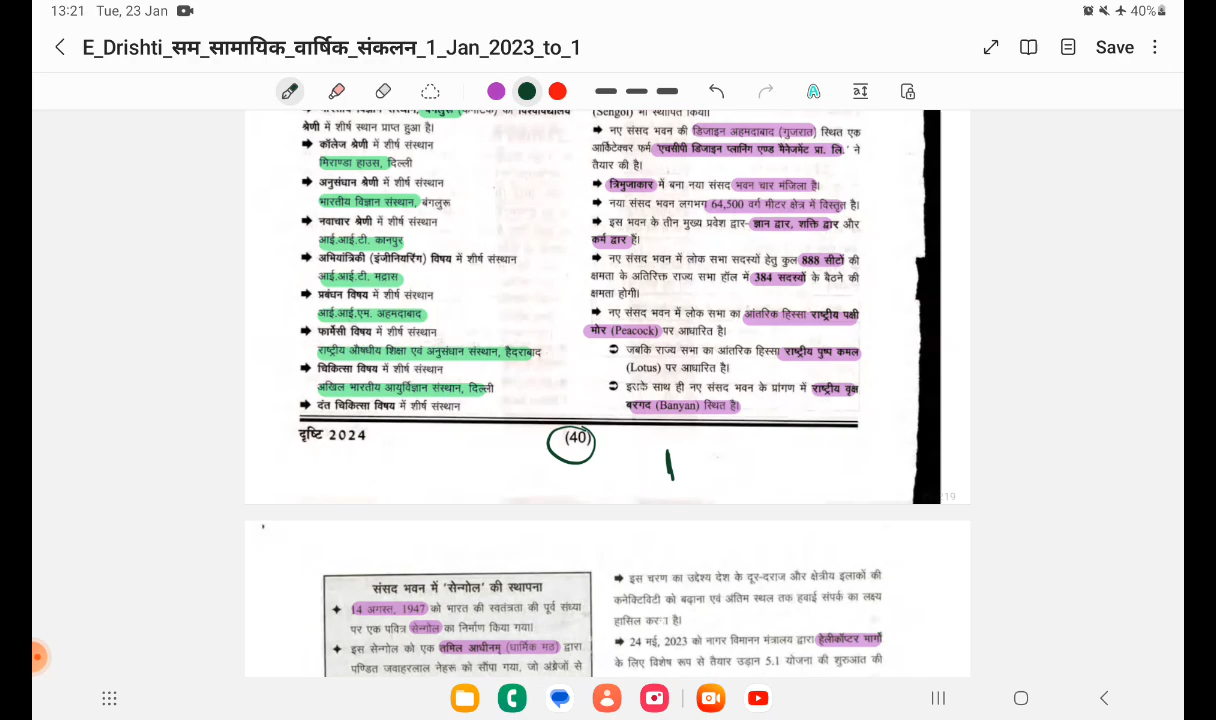 13:21 Tue, 23 Jan
40%
E_Drishti_सम_सामायिक_वार्षिक_संकलन_1_Jan_2023_to_1
Save
श्रेणी में शीर्ष स्थान प्राप्त हुआ है।
➡ कॉलेज श्रेणी में शीर्ष संस्थान
मिराण्डा हाउस, दिल्ली
➡ अनुसंधान श्रेणी में शीर्ष संस्थान
भारतीय विज्ञान संस्थान, बंगलुरू
➡ नवाचार श्रेणी में शीर्ष संस्थान
आई.आई.टी. कानपुर
➡ अभियांत्रिकी (इंजीनियरिंग) विषय में शीर्ष संस्थान
आई.आई.टी. मद्रास
➡ प्रबंधन विषय में शीर्ष संस्थान
आई.आई.एम. अहमदाबाद
➡ फार्मेसी विषय में शीर्ष संस्थान
राष्ट्रीय औषधीय शिक्षा एवं अनुसंधान संस्थान, हैदराबाद
➡ चिकित्सा विषय में शीर्ष संस्थान
अखिल भारतीय आयुर्विज्ञान संस्थान, दिल्ली
➡ दंत चिकित्सा विषय में शीर्ष संस्थान
(Sengol) भी स्थापित किया।
➡ नए संसद भवन की डिजाइन अहमदाबाद (गुजरात) स्थित एक
आर्किटेक्चर फर्म 'एचसीपी डिजाइन प्लानिंग एण्ड मैनेजमेंट प्रा. लि.' ने
तैयार की है।
➡ त्रिभुजाकार में बना नया संसद भवन चार मंजिला है।
➡ नया संसद भवन लगभग 64,500 वर्ग मीटर क्षेत्र में विस्तृत है।
➡ इस भवन के तीन मुख्य प्रवेश द्वार-ज्ञान द्वार, शक्ति द्वार और
कर्म द्वार हैं।
➡ नए संसद भवन में लोक सभा सदस्यों हेतु कुल 888 सीटों की
क्षमता के अतिरिक्त राज्य सभा हॉल में 384 सदस्यों के बैठने की
क्षमता होगी।
➡ नए संसद भवन में लोक सभा का आंतरिक हिस्सा राष्ट्रीय पक्षी
मोर (Peacock) पर आधारित है।
➲ जबकि राज्य सभा का आंतरिक हिस्सा राष्ट्रीय पुष्प कमल
(Lotus) पर आधारित है।
➲ इसके साथ ही नए संसद भवन के प्रांगण में राष्ट्रीय वृक्ष
बरगद (Banyan) स्थित है।
दृष्टि 2024
(40)
संसद भवन में 'सेन्गोल' की स्थापना
✦ 14 अगस्त, 1947 को भारत की स्वतंत्रता की पूर्व संध्या
पर एक पवित्र सेन्गोल का निर्माण किया गया।
✦ इस सेन्गोल को एक तमिल आधीनम् (धार्मिक मठ) द्वारा
पण्डित जवाहरलाल नेहरू को सौंपा गया, जो अंग्रेजों से
➡ इस चरण का उद्देश्य देश के दूर-दराज और क्षेत्रीय इलाकों की
कनेक्टिविटी को बढ़ाना एवं अंतिम स्थल तक हवाई संपर्क का लक्ष्य
हासिल करना है।
➡ 24 मई, 2023 को नागर विमानन मंत्रालय द्वारा हेलीकॉप्टर मार्गों
के लिए विशेष रूप से तैयार उड़ान 5.1 योजना की शुरुआत की